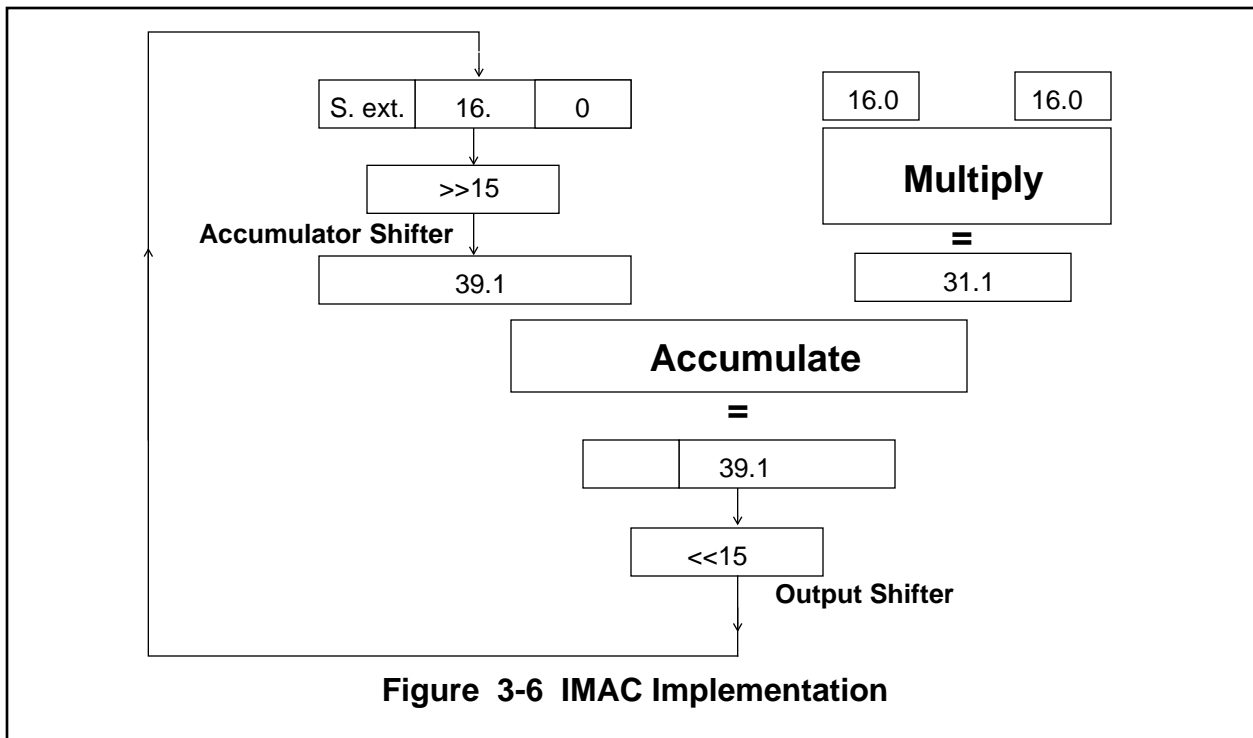 S. ext. 16. 0
16.0 16.0
>>15
Multiply
Accumulator Shifter
=
39.1
31.1
Accumulate
=
39.1
<<15
Output Shifter
Figure 3-6 IMAC Implementation